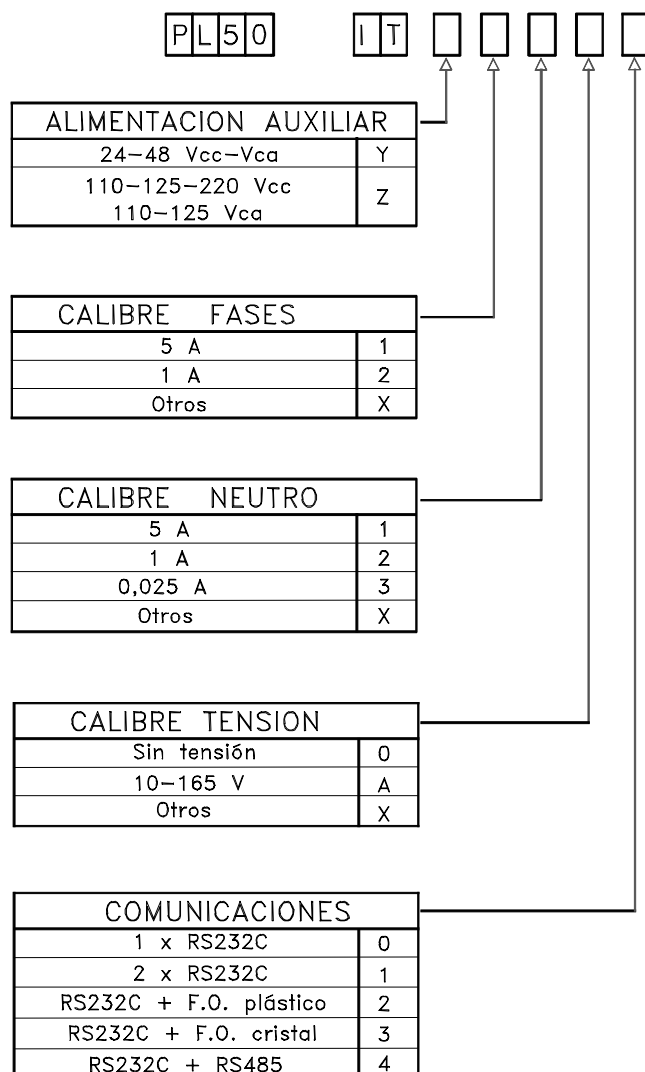 PL50 IT
ALIMENTACION AUXILIAR
24-48 Vcc-Vca Y
110-125-220 Vcc
110-125 Vca Z
CALIBRE FASES
5 A 1
1 A 2
Otros X
CALIBRE NEUTRO
5 A 1
1 A 2
0,025 A 3
Otros X
CALIBRE TENSION
Sin tensión 0
10-165 V A
Otros X
COMUNICACIONES
1 x RS232C 0
2 x RS232C 1
RS232C + F.O. plástico 2
RS232C + F.O. cristal 3
RS232C + RS485 4